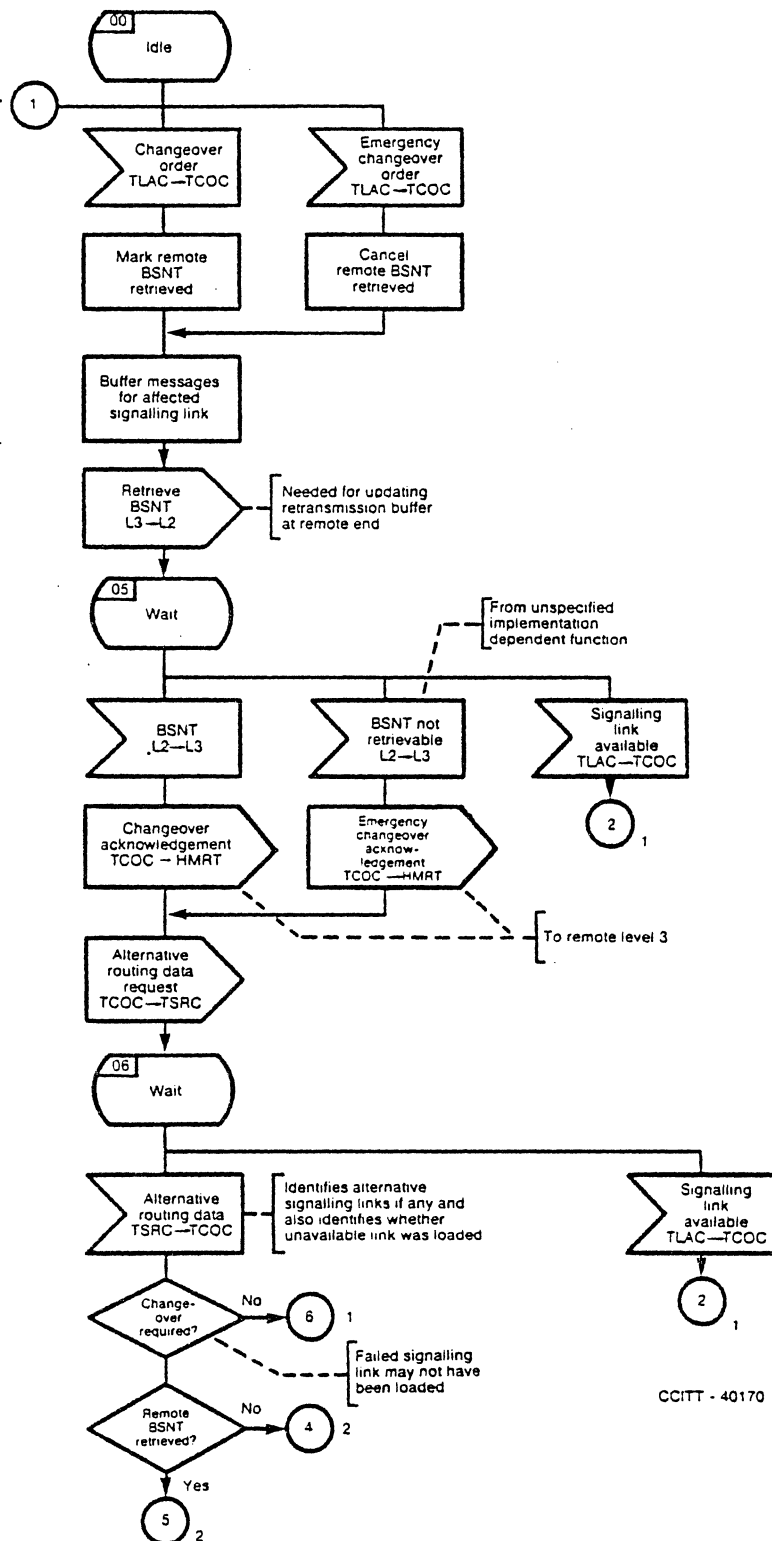 00
Idle
1
Changeover
order
TLAC→TCOC
Emergency
changeover
order
TLAC→TCOC
Mark remote
BSNT
retrieved
Cancel
remote BSNT
retrieved
Buffer messages
for affected
signalling link
Retrieve
BSNT
L3→L2
Needed for updating
retransmission buffer
at remote end
05
Wait
From unspecified
implementation
dependent function
BSNT
L2→L3
BSNT not
retrievable
L2→L3
Signalling
link
available
TLAC→TCOC
2
1
Changeover
acknowledgement
TCOC→HMRT
Emergency
changeover
acknow-
ledgement
TCOC→HMRT
To remote level 3
Alternative
routing data
request
TCOC→TSRC
06
Wait
Alternative
routing data
TSRC→TCOC
Identifies alternative
signalling links if any and
also identifies whether
unavailable link was loaded
Signalling
link
available
TLAC→TCOC
2
1
Change-
over
required?
No
6
1
Failed signalling
link may not have
been loaded
CCITT - 40170
Remote
BSNT
retrieved?
No
4
2
Yes
5
2